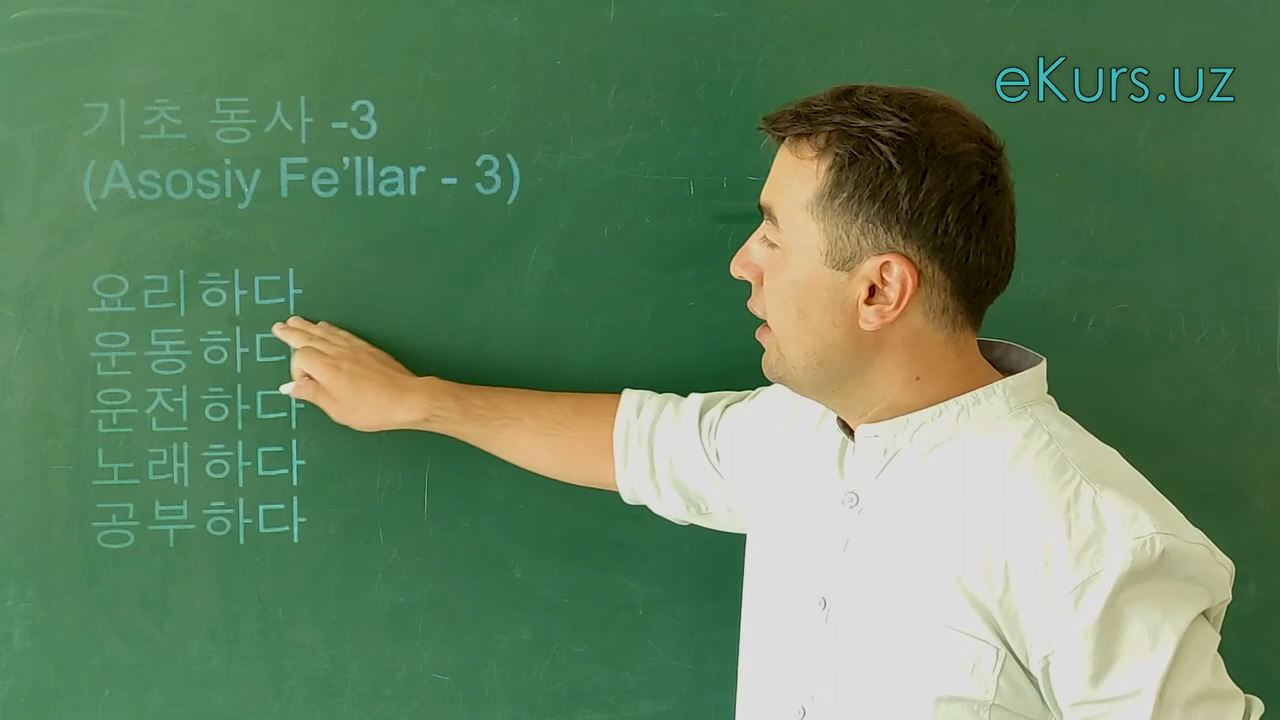 eKurs.uz
기초 동사 -3
(Asosiy Fe’llar - 3)
요리하다
운동하다
운전하다
노래하다
공부하다